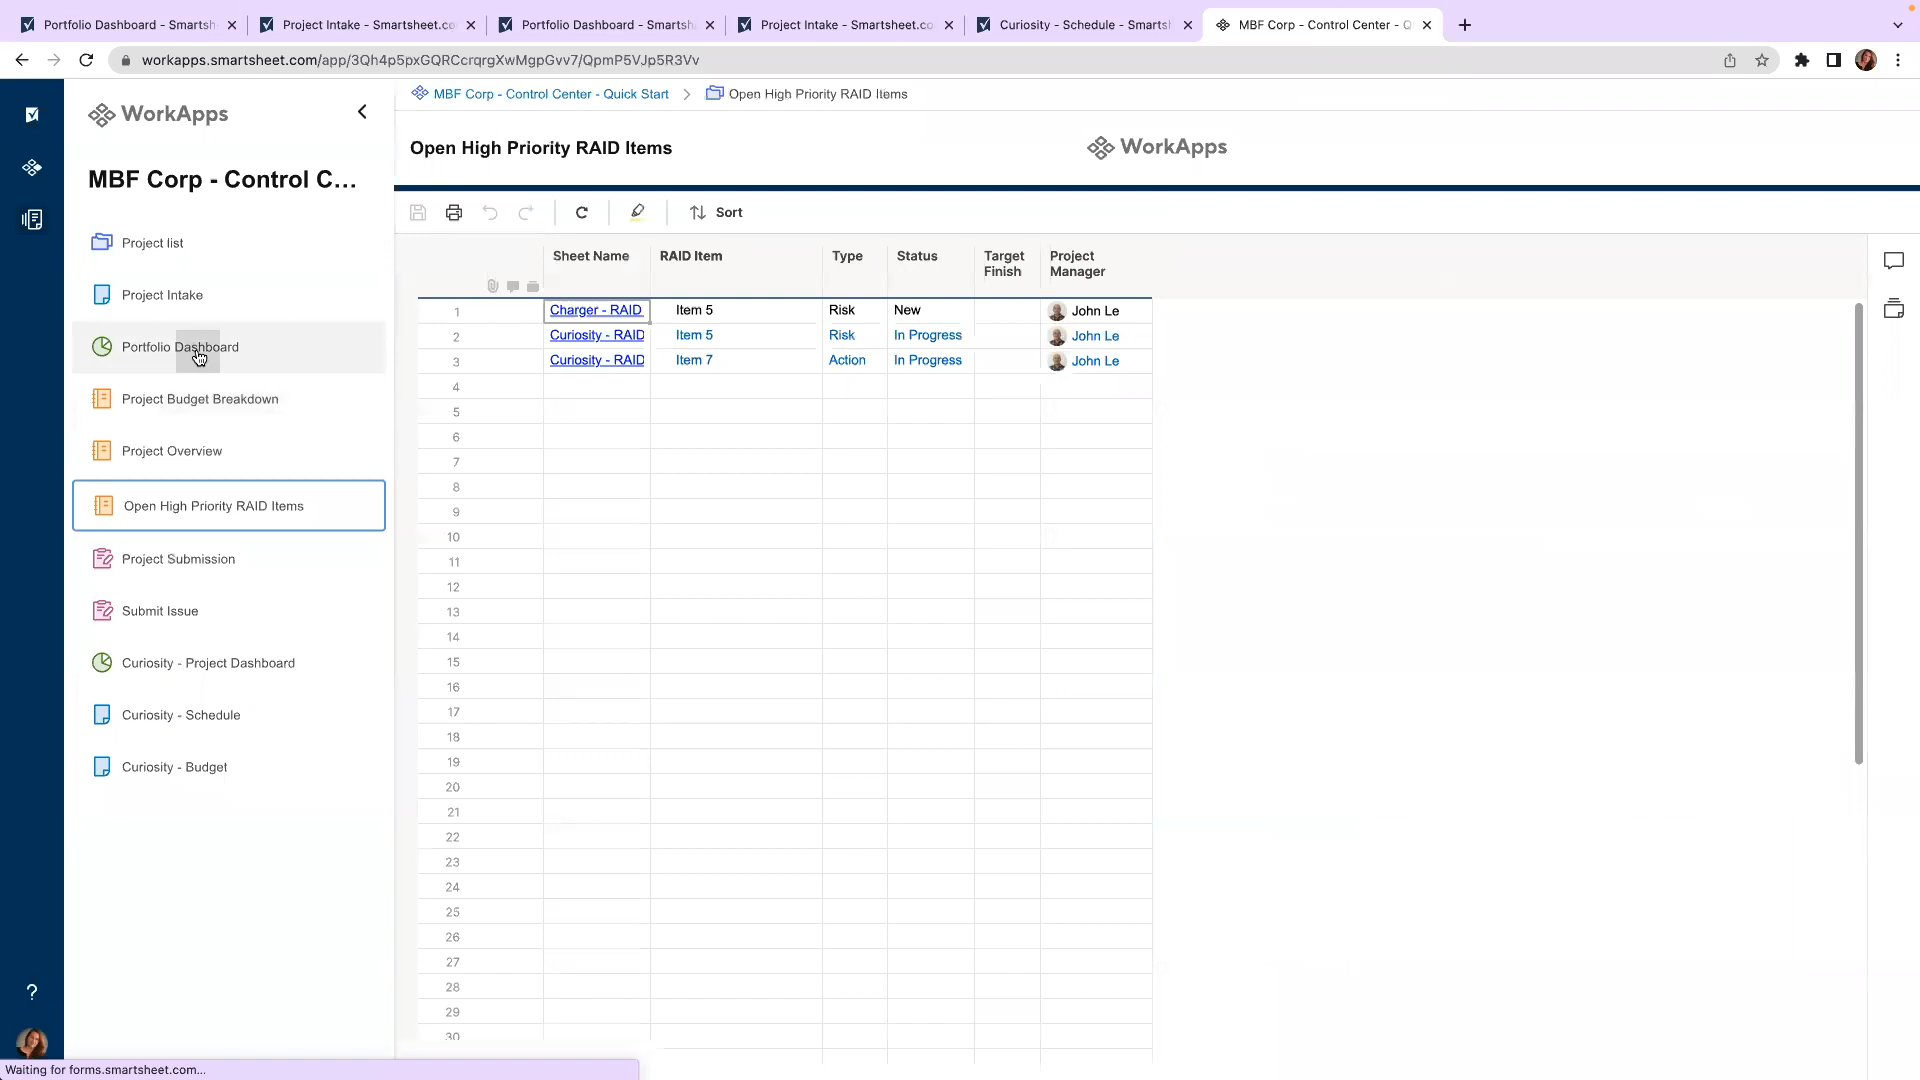 Portfolio Dashboard - Smartsh
Project Intake - Smartsheet.co
Portfolio Dashboard - Smartsh
Project Intake - Smartsheet.co
Curiosity - Schedule - Smartsh
MBF Corp - Control Center - Q
workapps.smartsheet.com/app/3Qh4p5pxGQRCcrqrgXwMgpGvv7/QpmP5VJp5R3Vv
WorkApps
MBF Corp - Control C...
Project list
Project Intake
Portfolio Dashboard
Project Budget Breakdown
Project Overview
Open High Priority RAID Items
Project Submission
Submit Issue
Curiosity - Project Dashboard
Curiosity - Schedule
Curiosity - Budget
?
Waiting for forms.smartsheet.com...
MBF Corp - Control Center - Quick Start > Open High Priority RAID Items
Open High Priority RAID Items
WorkApps
Sort
Sheet Name RAID Item Type Status Target Finish Project Manager
1 Charger - RAID Item 5 Risk New John Le
2 Curiosity - RAID Item 5 Risk In Progress John Le
3 Curiosity - RAID Item 7 Action In Progress John Le
4
5
6
7
8
9
10
11
12
13
14
15
16
17
18
19
20
21
22
23
24
25
26
27
28
29
30